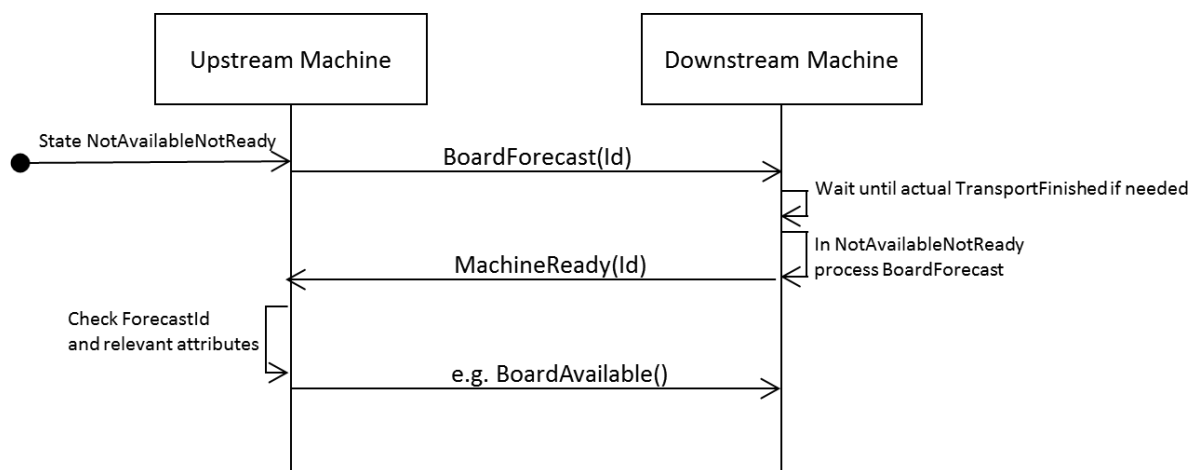 Upstream Machine
Downstream Machine
State NotAvailableNotReady
BoardForecast(Id)
Wait until actual TransportFinished if needed
In NotAvailableNotReady
process BoardForecast
MachineReady(Id)
Check ForecastId
and relevant attributes
e.g. BoardAvailable()